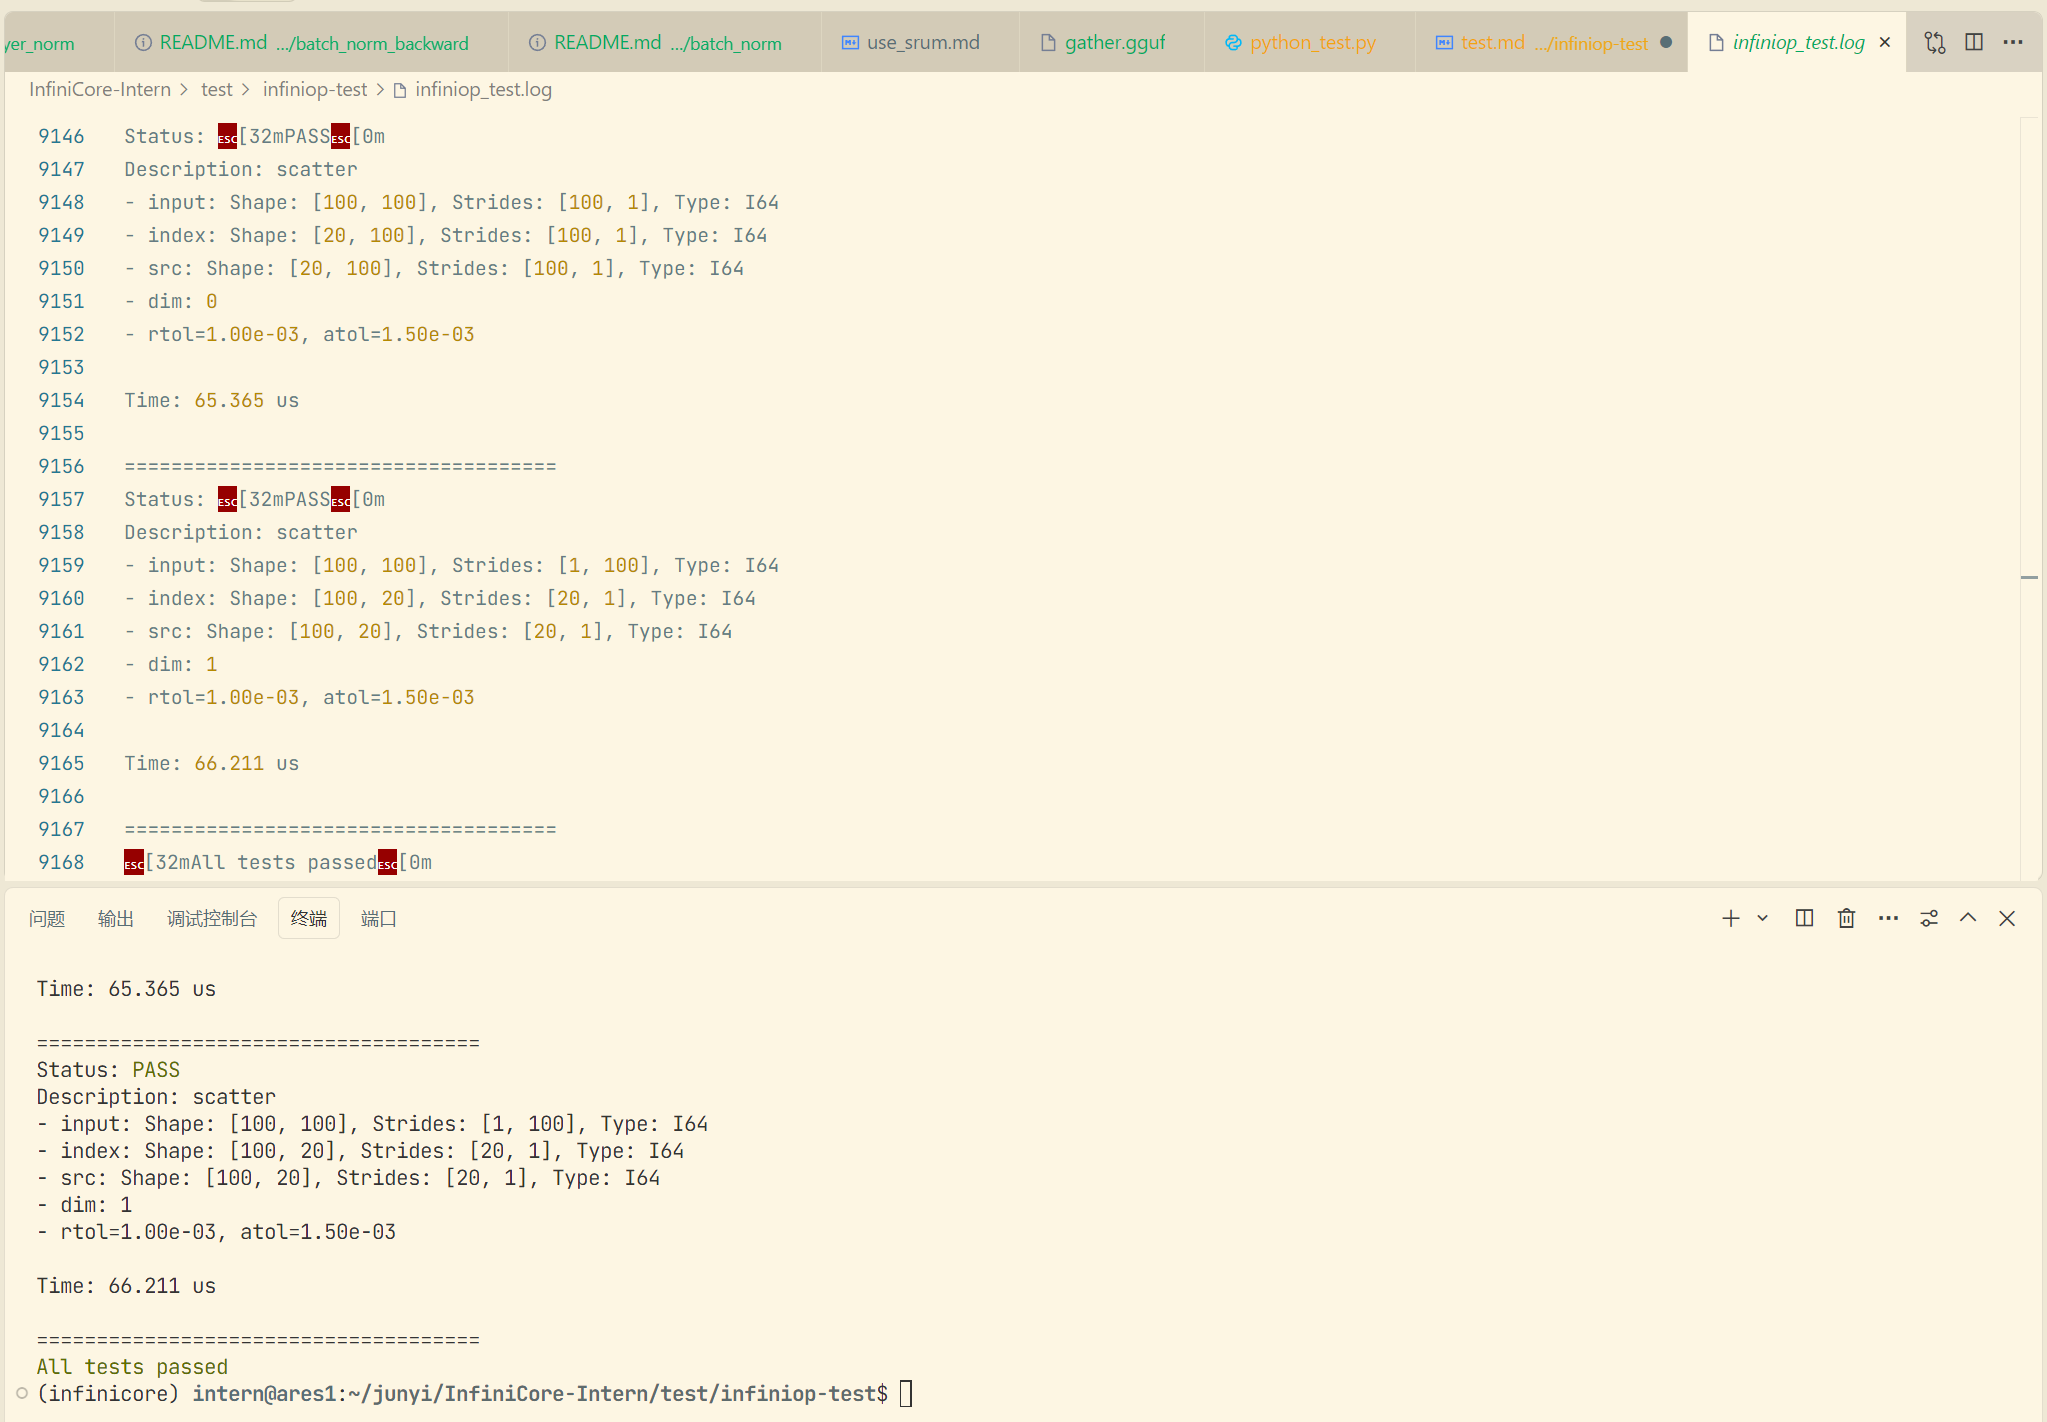 yer_norm README.md .../batch_norm_backward README.md .../batch_norm use_srum.md gather.gguf python_test.py test.md .../infiniop-test infiniop_test.log
InfiniCore-Intern > test > infiniop-test > infiniop_test.log
9146 Status: ESC[32mPASSESC[0m
9147 Description: scatter
9148 - input: Shape: [100, 100], Strides: [100, 1], Type: I64
9149 - index: Shape: [20, 100], Strides: [100, 1], Type: I64
9150 - src: Shape: [20, 100], Strides: [100, 1], Type: I64
9151 - dim: 0
9152 - rtol=1.00e-03, atol=1.50e-03
9153
9154 Time: 65.365 us
9155
9156 =====================================
9157 Status: ESC[32mPASSESC[0m
9158 Description: scatter
9159 - input: Shape: [100, 100], Strides: [1, 100], Type: I64
9160 - index: Shape: [100, 20], Strides: [20, 1], Type: I64
9161 - src: Shape: [100, 20], Strides: [20, 1], Type: I64
9162 - dim: 1
9163 - rtol=1.00e-03, atol=1.50e-03
9164
9165 Time: 66.211 us
9166
9167 =====================================
9168 ESC[32mAll tests passedESC[0m
问题 输出 调试控制台 终端 端口
Time: 65.365 us
=====================================
Status: PASS
Description: scatter
- input: Shape: [100, 100], Strides: [1, 100], Type: I64
- index: Shape: [100, 20], Strides: [20, 1], Type: I64
- src: Shape: [100, 20], Strides: [20, 1], Type: I64
- dim: 1
- rtol=1.00e-03, atol=1.50e-03
Time: 66.211 us
=====================================
All tests passed
(infinicore) intern@ares1:~/junyi/InfiniCore-Intern/test/infiniop-test$